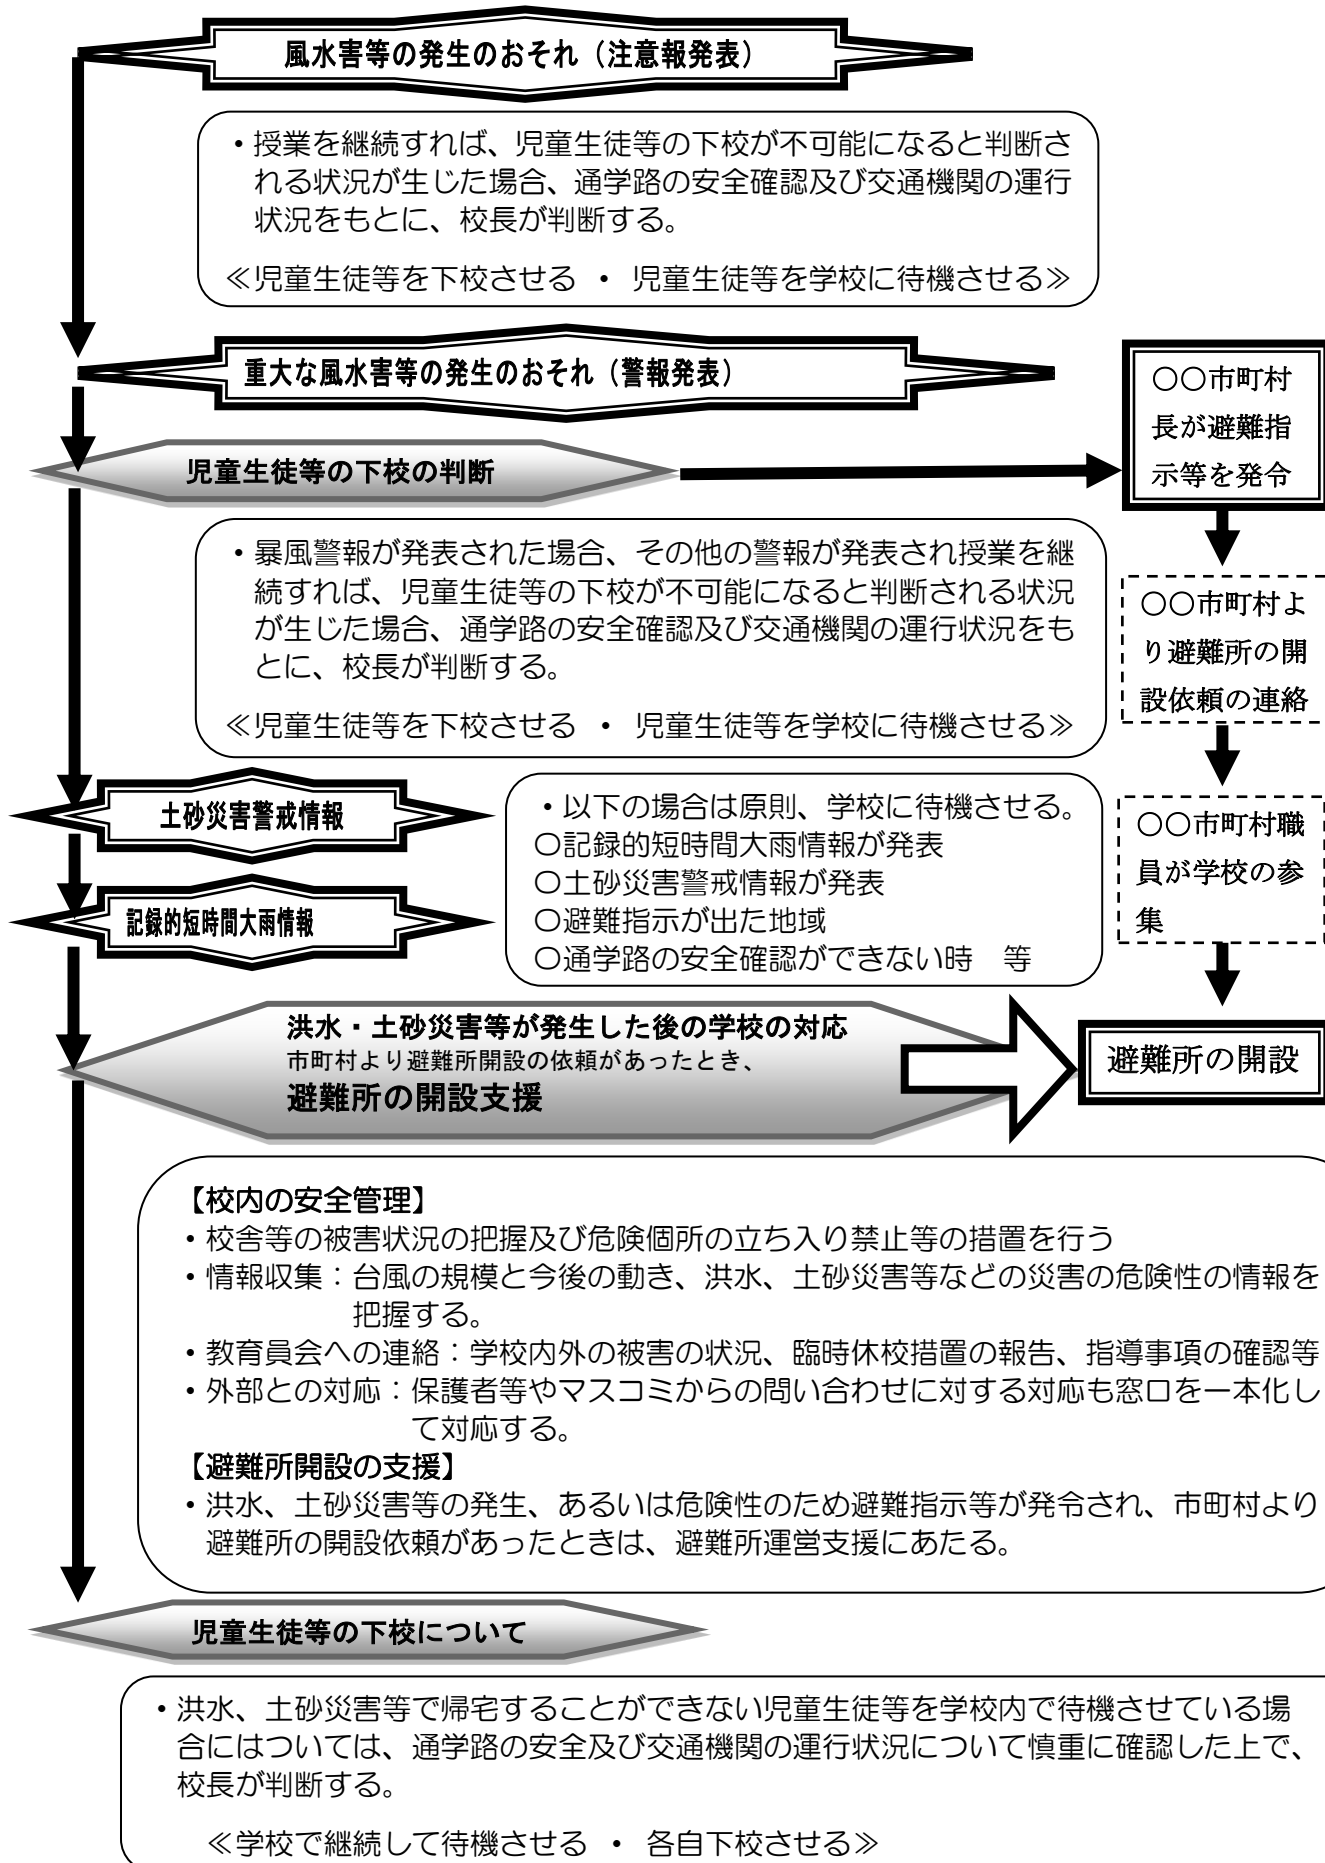 風水害等の発生のおそれ（注意報発表）
・授業を継続すれば、児童生徒等の下校が不可能になると判断さ
れる状況が生じた場合、通学路の安全確認及び交通機関の運行
状況をもとに、校長が判断する。
≪児童生徒等を下校させる ・ 児童生徒等を学校に待機させる≫
重大な風水害等の発生のおそれ（警報発表）
児童生徒等の下校の判断
〇〇市町村
長が避難指
示等を発令
・暴風警報が発表された場合、その他の警報が発表され授業を継
続すれば、児童生徒等の下校が不可能になると判断される状況
が生じた場合、通学路の安全確認及び交通機関の運行状況をも
とに、校長が判断する。
≪児童生徒等を下校させる ・ 児童生徒等を学校に待機させる≫
〇〇市町村よ
り避難所の開
設依頼の連絡
土砂災害警戒情報
記録的短時間大雨情報
・以下の場合は原則、学校に待機させる。
〇記録的短時間大雨情報が発表
〇土砂災害警戒情報が発表
〇避難指示が出た地域
〇通学路の安全確認ができない時　等
〇〇市町村職
員が学校の参
集
洪水・土砂災害等が発生した後の学校の対応
市町村より避難所開設の依頼があったとき、
避難所の開設支援
避難所の開設
【校内の安全管理】
・校舎等の被害状況の把握及び危険個所の立ち入り禁止等の措置を行う
・情報収集：台風の規模と今後の動き、洪水、土砂災害等などの災害の危険性の情報を
把握する。
・教育員会への連絡：学校内外の被害の状況、臨時休校措置の報告、指導事項の確認等
・外部との対応：保護者等やマスコミからの問い合わせに対する対応も窓口を一本化し
て対応する。
【避難所開設の支援】
・洪水、土砂災害等の発生、あるいは危険性のため避難指示等が発令され、市町村より
避難所の開設依頼があったときは、避難所運営支援にあたる。
児童生徒等の下校について
・洪水、土砂災害等で帰宅することができない児童生徒等を学校内で待機させている場
合にはついては、通学路の安全及び交通機関の運行状況について慎重に確認した上で、
校長が判断する。
≪学校で継続して待機させる ・ 各自下校させる≫